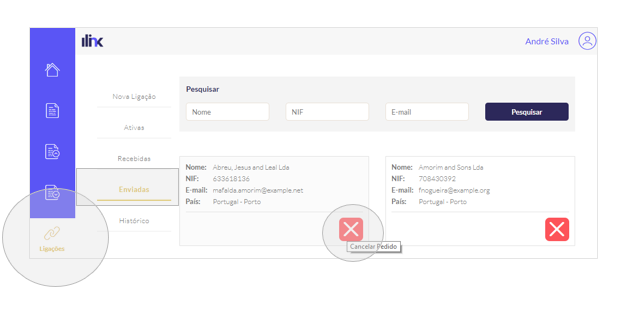 ilink
André Silva
Nova Ligação
Ativas
Recebidas
Enviadas
Histórico
Ligações
Pesquisar
Nome
NIF
E-mail
Pesquisar
Nome: Abreu, Jesus and Leal Lda
NIF: 633618136
E-mail: mafalda.amorim@example.net
País: Portugal - Porto
Cancelar Pedido
Nome: Amorim and Sons Lda
NIF: 708430392
E-mail: fnogueira@example.org
País: Portugal - Porto